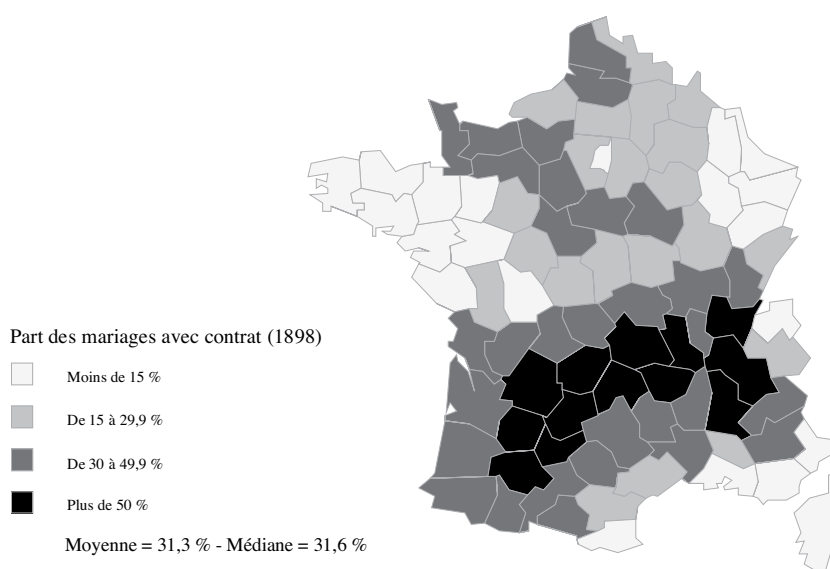 Part des mariages avec contrat (1898)
Moins de 15 %
De 15 à 29,9 %
De 30 à 49,9 %
Plus de 50 %
Moyenne = 31,3 % - Médiane = 31,6 %